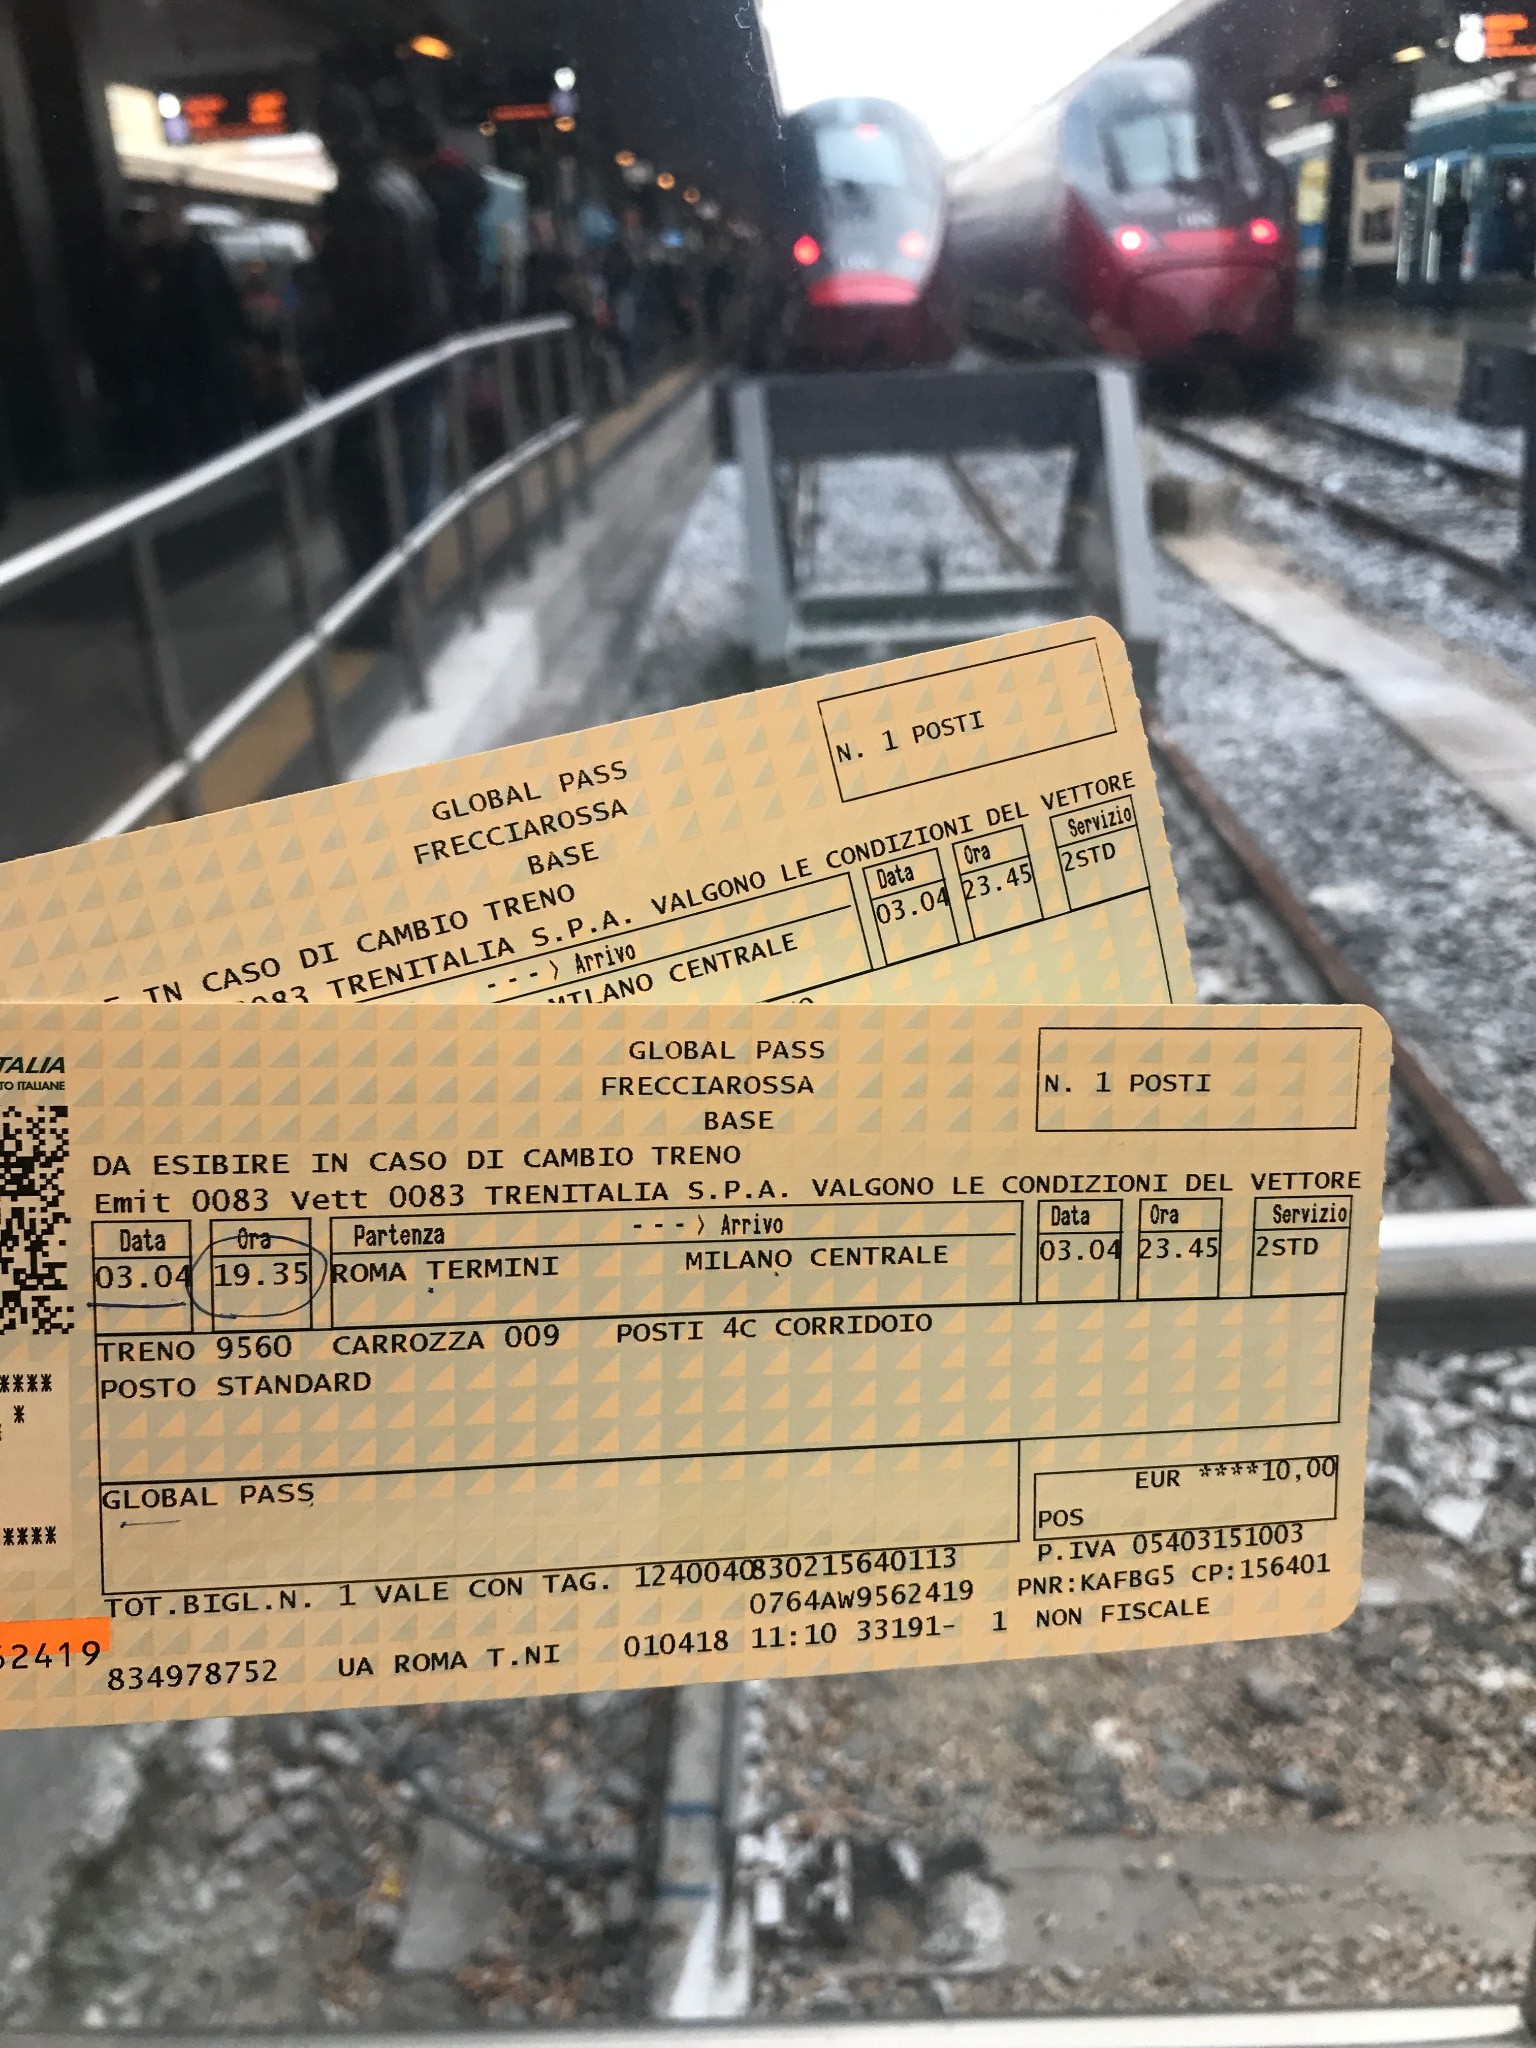 N. 1 POSTI
GLOBAL PASS
FRECCIAROSSA
BASE
IN CASO DI CAMBIO TRENO
0083 TRENITALIA S.P.A. VALGONO LE CONDIZIONI DEL VETTORE
- - - > Arrivo Data Ora Servizio
MILANO CENTRALE 03.04 23.45 2STD
TALIA
TO ITALIANE
GLOBAL PASS
FRECCIAROSSA
BASE
N. 1 POSTI
DA ESIBIRE IN CASO DI CAMBIO TRENO
Emit 0083 Vett 0083 TRENITALIA S.P.A. VALGONO LE CONDIZIONI DEL VETTORE
Data Ora Partenza - - - > Arrivo Data Ora Servizio
03.04 19.35 ROMA TERMINI MILANO CENTRALE 03.04 23.45 2STD
TRENO 9560 CARROZZA 009 POSTI 4C CORRIDOIO
**** POSTO STANDARD
*
GLOBAL PASS
EUR ****10,00
**** POS
P.IVA 05403151003
TOT.BIGL.N. 1 VALE CON TAG. 1240040830215640113
0764AW9562419 PNR:KAFBG5 CP:156401
62419 834978752 UA ROMA T.NI 010418 11:10 33191- 1 NON FISCALE